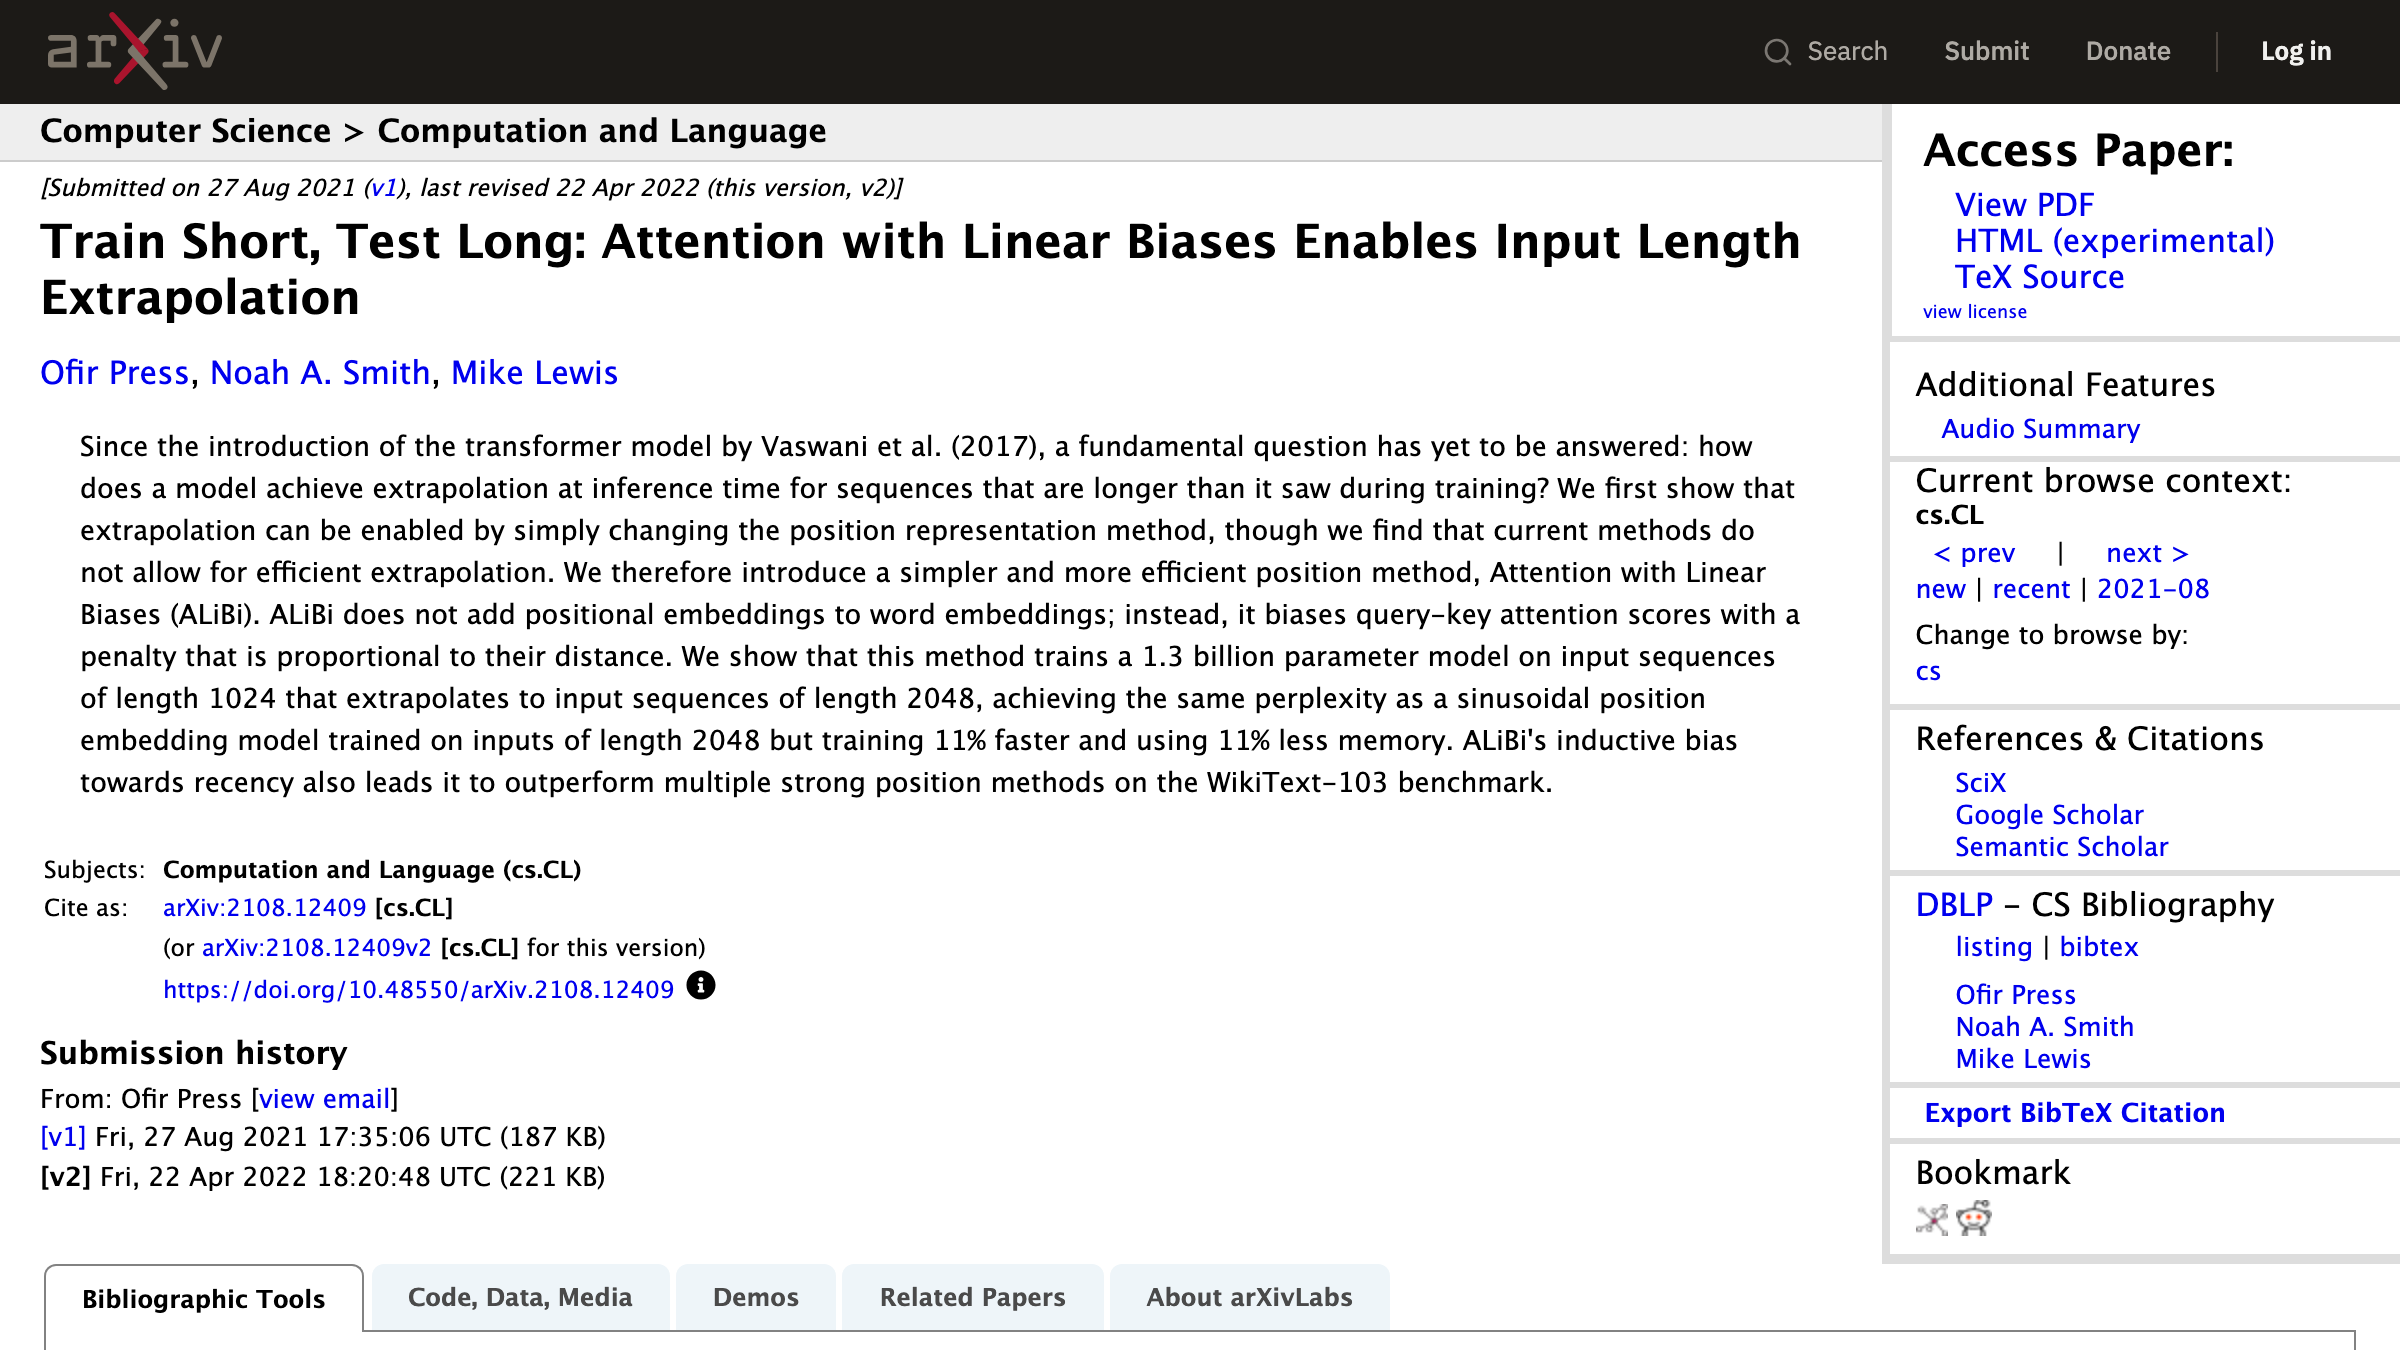 arXiv
Search
Submit
Donate
Log in
Computer Science > Computation and Language
[Submitted on 27 Aug 2021 (v1), last revised 22 Apr 2022 (this version, v2)]
Train Short, Test Long: Attention with Linear Biases Enables Input Length
Extrapolation
Ofir Press, Noah A. Smith, Mike Lewis
Since the introduction of the transformer model by Vaswani et al. (2017), a fundamental question has yet to be answered: how
does a model achieve extrapolation at inference time for sequences that are longer than it saw during training? We first show that
extrapolation can be enabled by simply changing the position representation method, though we find that current methods do
not allow for efficient extrapolation. We therefore introduce a simpler and more efficient position method, Attention with Linear
Biases (ALiBi). ALiBi does not add positional embeddings to word embeddings; instead, it biases query-key attention scores with a
penalty that is proportional to their distance. We show that this method trains a 1.3 billion parameter model on input sequences
of length 1024 that extrapolates to input sequences of length 2048, achieving the same perplexity as a sinusoidal position
embedding model trained on inputs of length 2048 but training 11% faster and using 11% less memory. ALiBi's inductive bias
towards recency also leads it to outperform multiple strong position methods on the WikiText-103 benchmark.
Subjects: Computation and Language (cs.CL)
Cite as: arXiv:2108.12409 [cs.CL]
(or arXiv:2108.12409v2 [cs.CL] for this version)
https://doi.org/10.48550/arXiv.2108.12409
Submission history
From: Ofir Press [view email]
[v1] Fri, 27 Aug 2021 17:35:06 UTC (187 KB)
[v2] Fri, 22 Apr 2022 18:20:48 UTC (221 KB)
Access Paper:
View PDF
HTML (experimental)
TeX Source
view license
Additional Features
Audio Summary
Current browse context:
cs.CL
< prev | next >
new | recent | 2021-08
Change to browse by:
cs
References & Citations
SciX
Google Scholar
Semantic Scholar
DBLP - CS Bibliography
listing | bibtex
Ofir Press
Noah A. Smith
Mike Lewis
Export BibTeX Citation
Bookmark
Bibliographic Tools
Code, Data, Media
Demos
Related Papers
About arXivLabs